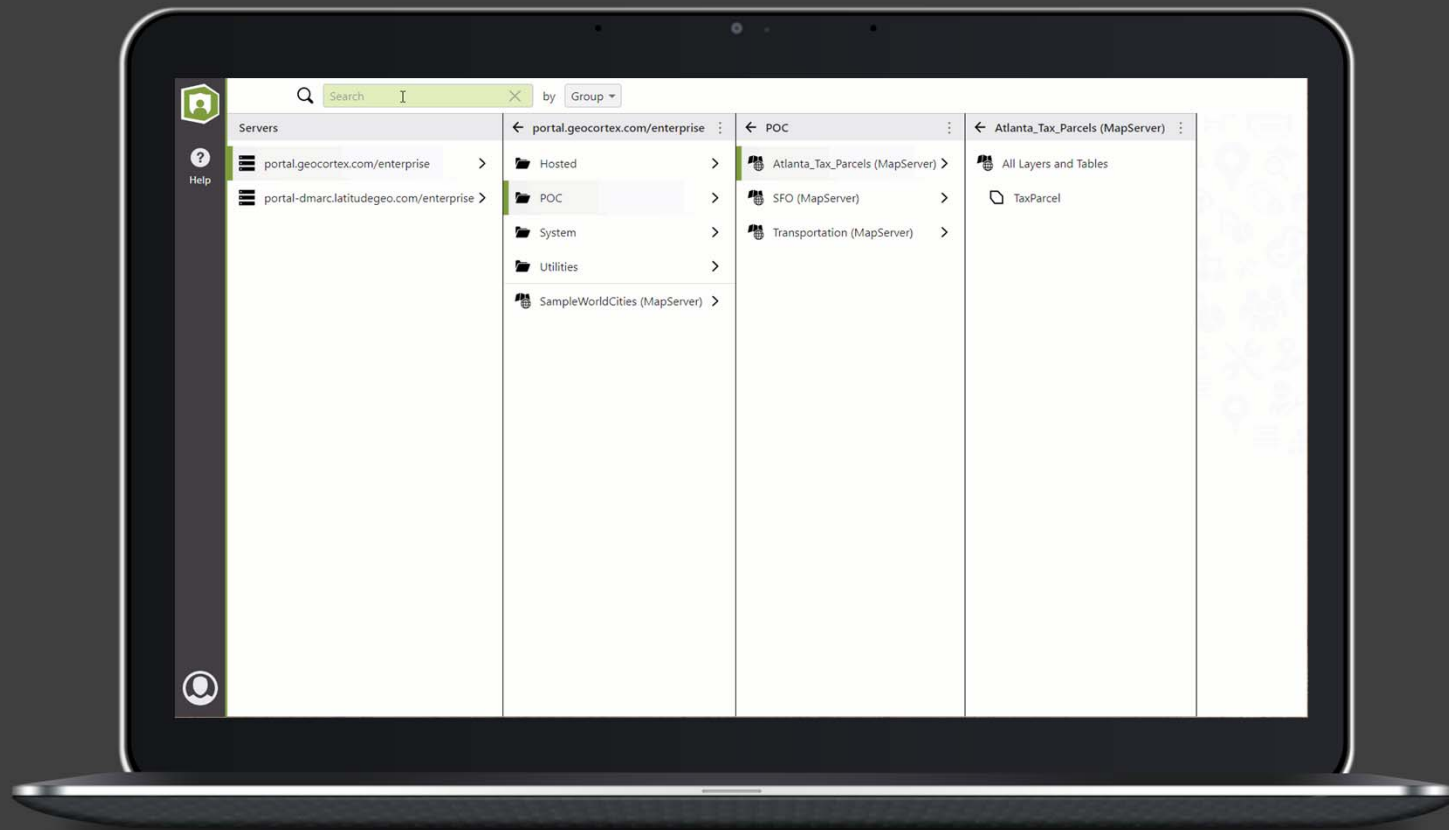 Search
by
Group
Help
Servers
portal.geocortex.com/enterprise
portal-dmarc.latitudegeo.com/enterprise
portal.geocortex.com/enterprise
Hosted
POC
System
Utilities
SampleWorldCities (MapServer)
POC
Atlanta_Tax_Parcels (MapServer)
SFO (MapServer)
Transportation (MapServer)
Atlanta_Tax_Parcels (MapServer)
All Layers and Tables
TaxParcel